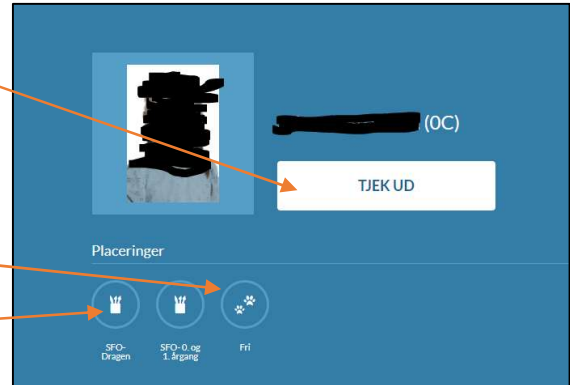 (0C)
TJEK UD
Placeringer
SFO-
Dragen
SFO-0. og
1. årgang
Fri